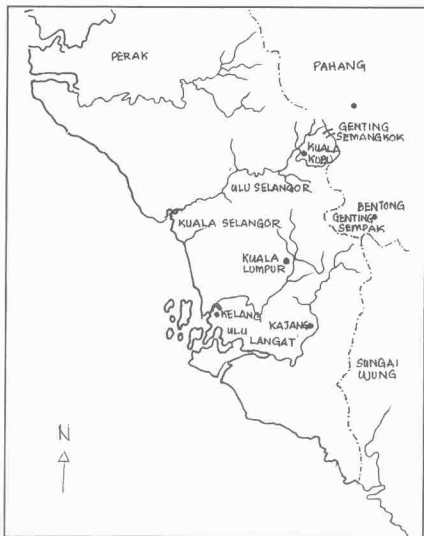 PERAK
PAHANG
GENTING
SEMANGKOK
KUALA
KUBU
ULU SELANGOR
BENTONG
GENTING
SEMPAK
KUALA SELANGOR
KUALA
LUMPUR
KELANG
ULU
LANGAT
KAJANG
SUNGAI
UJUNG
N